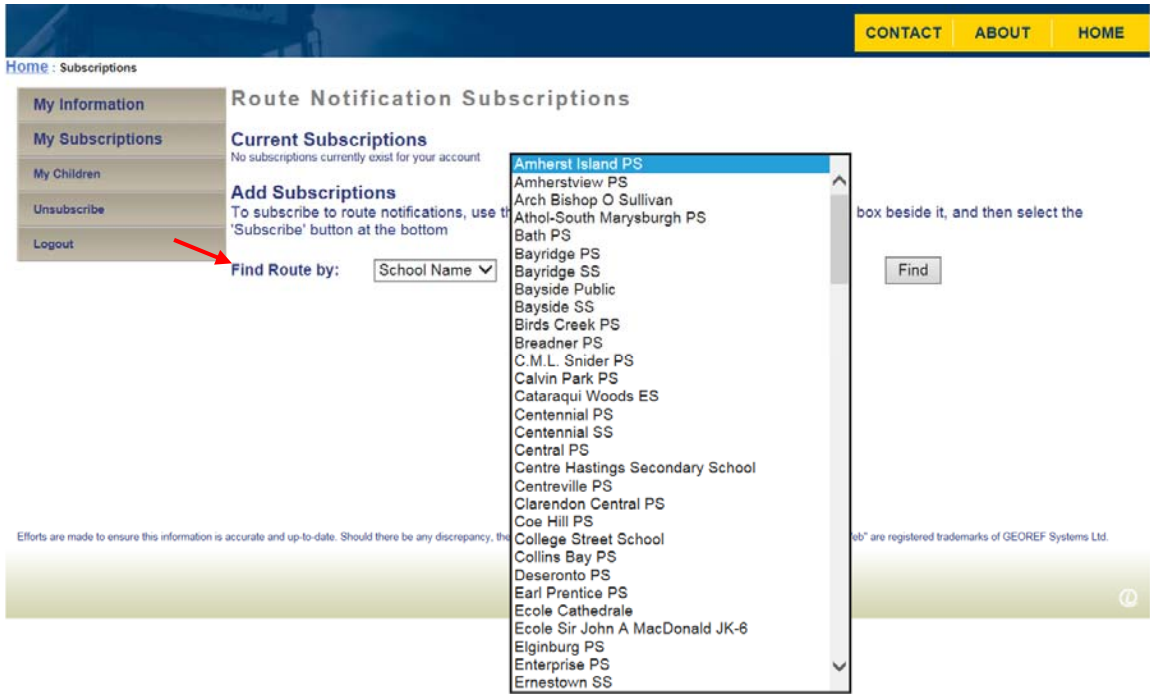 CONTACT ABOUT HOME
Home : Subscriptions
My Information
My Subscriptions
My Children
Unsubscribe
Logout
Route Notification Subscriptions
Current Subscriptions
No subscriptions currently exist for your account
Add Subscriptions
To subscribe to route notifications, use th box beside it, and then select the
'Subscribe' button at the bottom
Find Route by: School Name Find
Amherst Island PS
Amherstview PS
Arch Bishop O Sullivan
Athol-South Marysburgh PS
Bath PS
Bayridge PS
Bayridge SS
Bayside Public
Bayside SS
Birds Creek PS
Breadner PS
C.M.L. Snider PS
Calvin Park PS
Cataraqui Woods ES
Centennial PS
Centennial SS
Central PS
Centre Hastings Secondary School
Centreville PS
Clarendon Central PS
Coe Hill PS
College Street School
Collins Bay PS
Deseronto PS
Earl Prentice PS
Ecole Cathedrale
Ecole Sir John A MacDonald JK-6
Elginburg PS
Enterprise PS
Ernestown SS
Efforts are made to ensure this information is accurate and up-to-date. Should there be any discrepancy, the eb" are registered trademarks of GEOREF Systems Ltd.